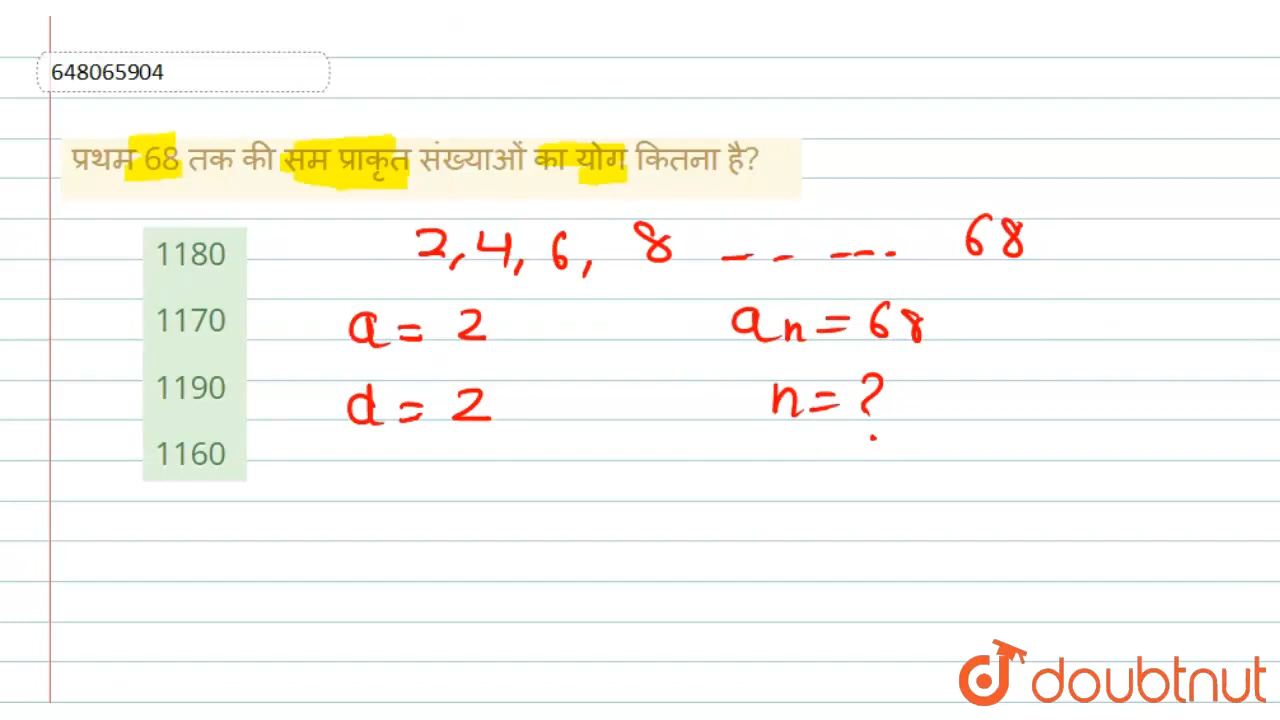 648065904
प्रथम 68 तक की सम प्राकृत संख्याओं का योग कितना है?
1180
1170
1190
1160
2, 4, 6, 8 -- --- 68
a = 2
an = 68
d = 2
n = ?
doubtnut